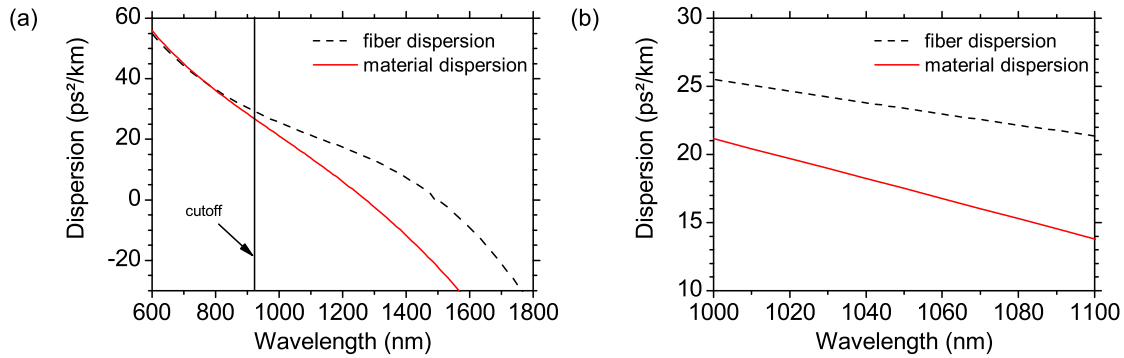 (a)
60
40
20
0
-20
Dispersion (ps²/km)
fiber dispersion
material dispersion
cutoff
600 800 1000 1200 1400 1600 1800
Wavelength (nm)
(b)
30
25
20
15
10
Dispersion (ps²/km)
fiber dispersion
material dispersion
1000 1020 1040 1060 1080 1100
Wavelength (nm)